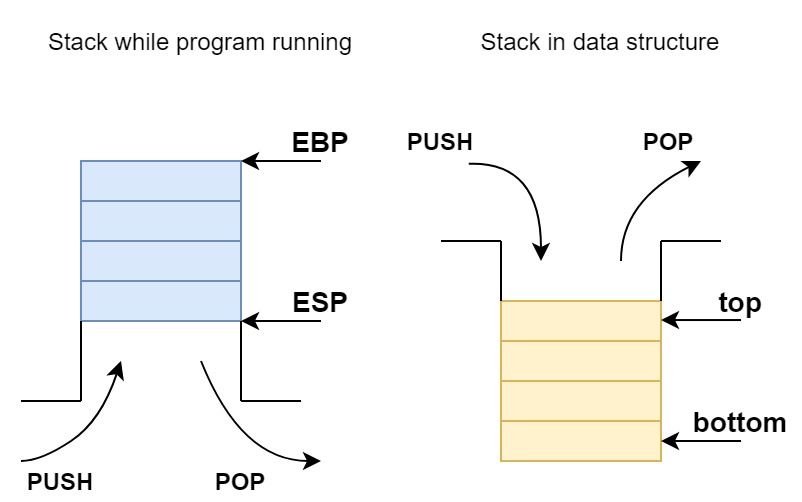 Stack while program running
Stack in data structure
EBP
PUSH
POP
ESP
top
bottom
PUSH
POP